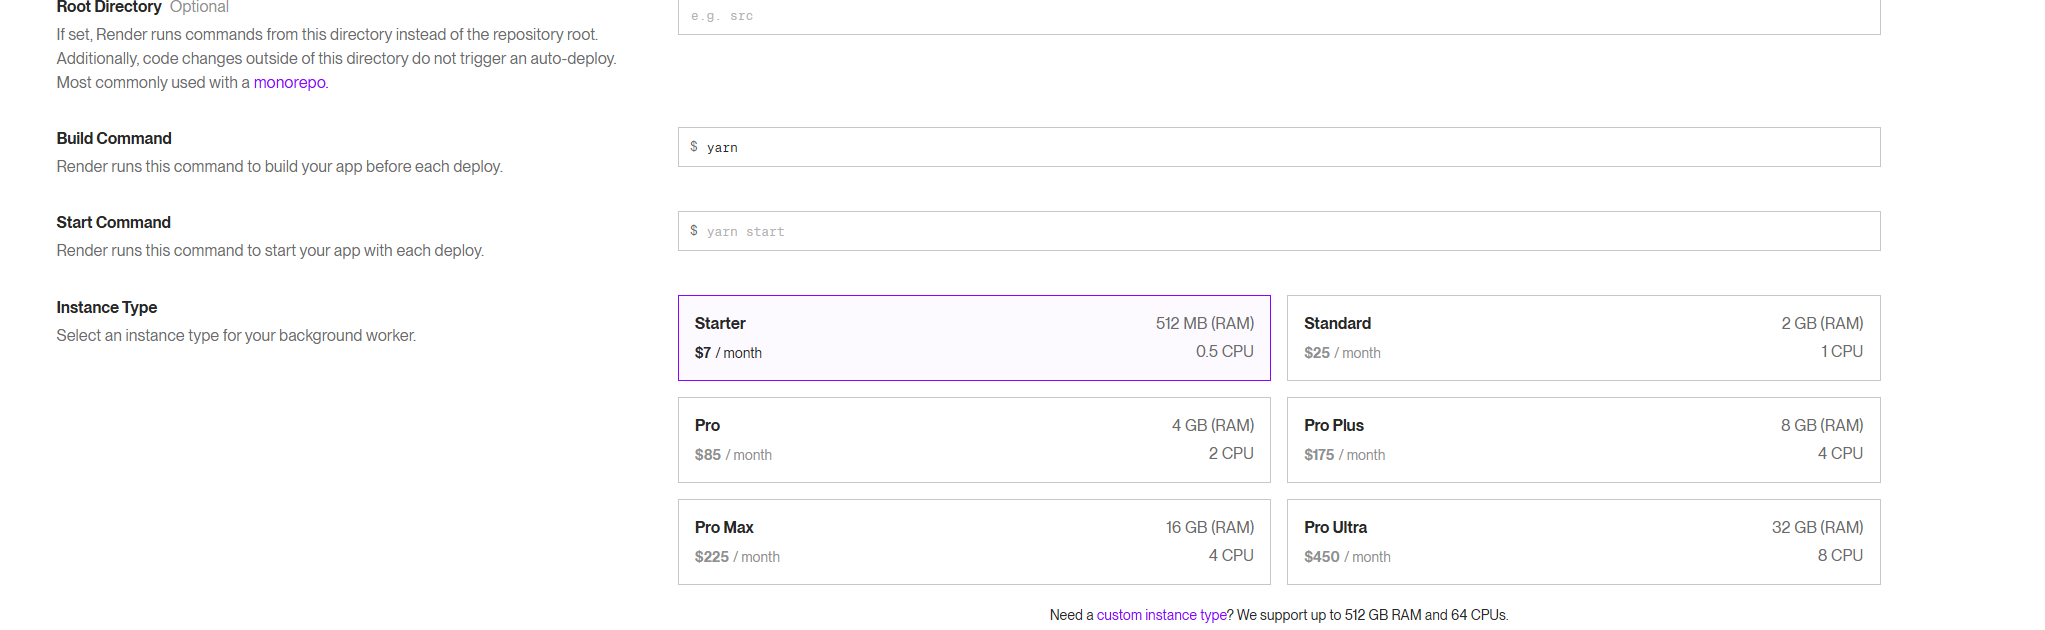 Root Directory Optional
e.g. src
If set, Render runs commands from this directory instead of the repository root.
Additionally, code changes outside of this directory do not trigger an auto-deploy.
Most commonly used with a monorepo.
Build Command
Render runs this command to build your app before each deploy.
$ yarn
Start Command
Render runs this command to start your app with each deploy.
$ yarn start
Instance Type
Select an instance type for your background worker.
Starter 512 MB (RAM)
$7 / month 0.5 CPU
Standard 2 GB (RAM)
$25 / month 1 CPU
Pro 4 GB (RAM)
$85 / month 2 CPU
Pro Plus 8 GB (RAM)
$175 / month 4 CPU
Pro Max 16 GB (RAM)
$225 / month 4 CPU
Pro Ultra 32 GB (RAM)
$450 / month 8 CPU
Need a custom instance type? We support up to 512 GB RAM and 64 CPUs.